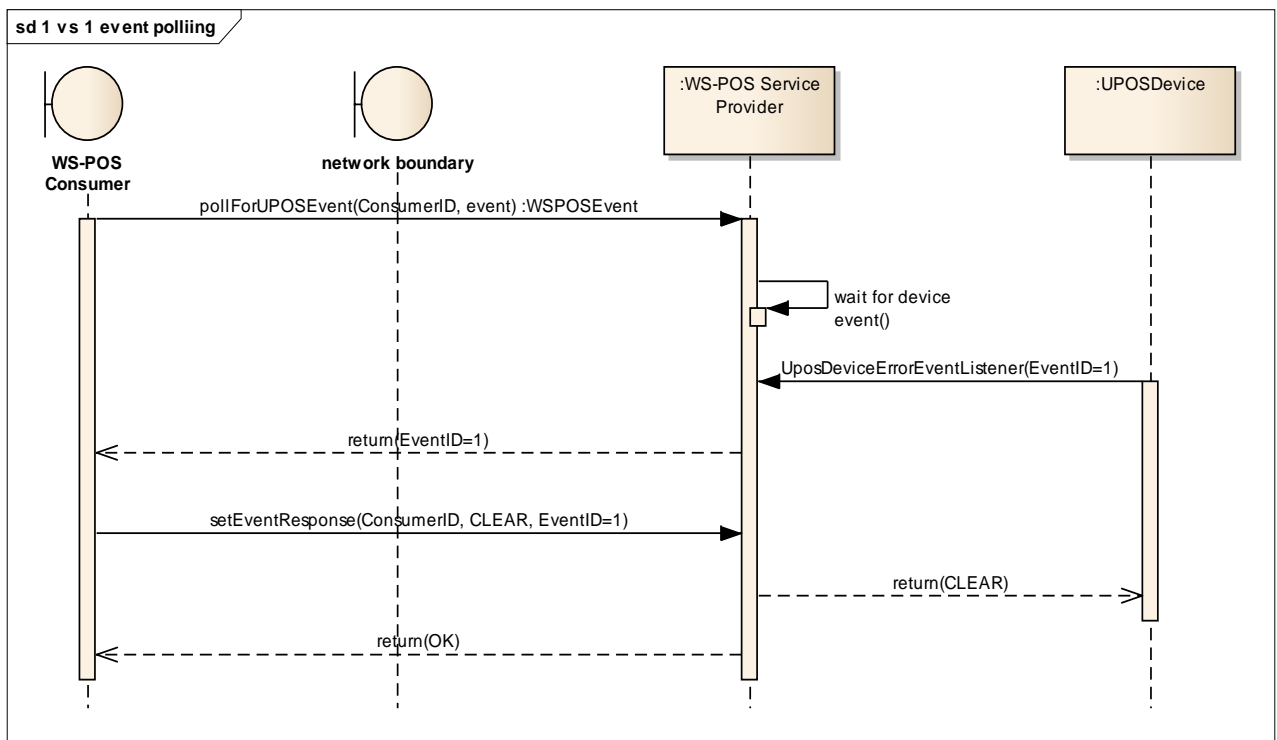 sd 1 vs 1 event polliing
:WS-POS Service
Provider
:UPOSDevice
WS-POS
Consumer
network boundary
pollForUPOSEvent(ConsumerID, event) :WSPOSEvent
wait for device
event()
UposDeviceErrorEventListener(EventID=1)
return(EventID=1)
setEventResponse(ConsumerID, CLEAR, EventID=1)
return(CLEAR)
return(OK)